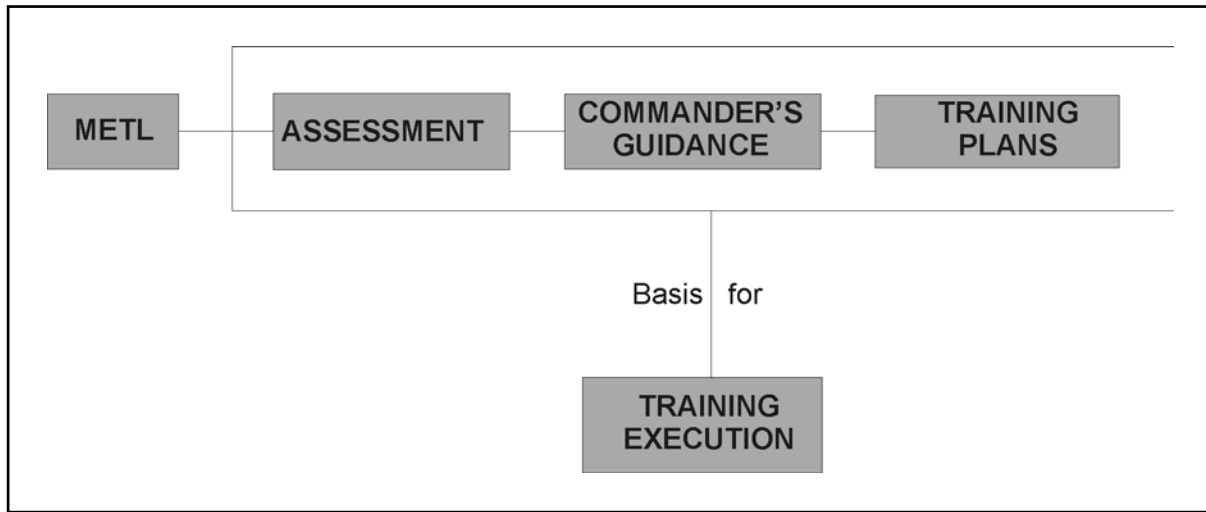 METL
ASSESSMENT
COMMANDER'S
GUIDANCE
TRAINING
PLANS
Basis for
TRAINING
EXECUTION